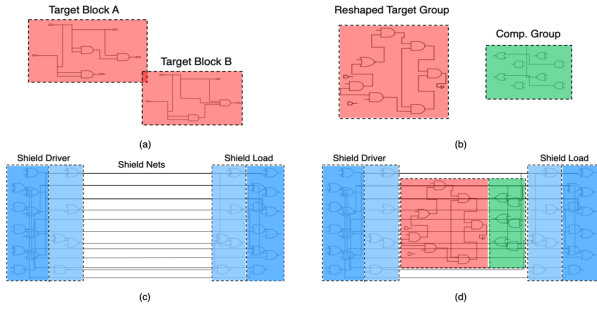 Target Block A
Target Block B
(a)
Reshaped Target Group
Comp. Group
(b)
Shield Driver
Shield Nets
Shield Load
(c)
Shield Driver
Shield Load
(d)